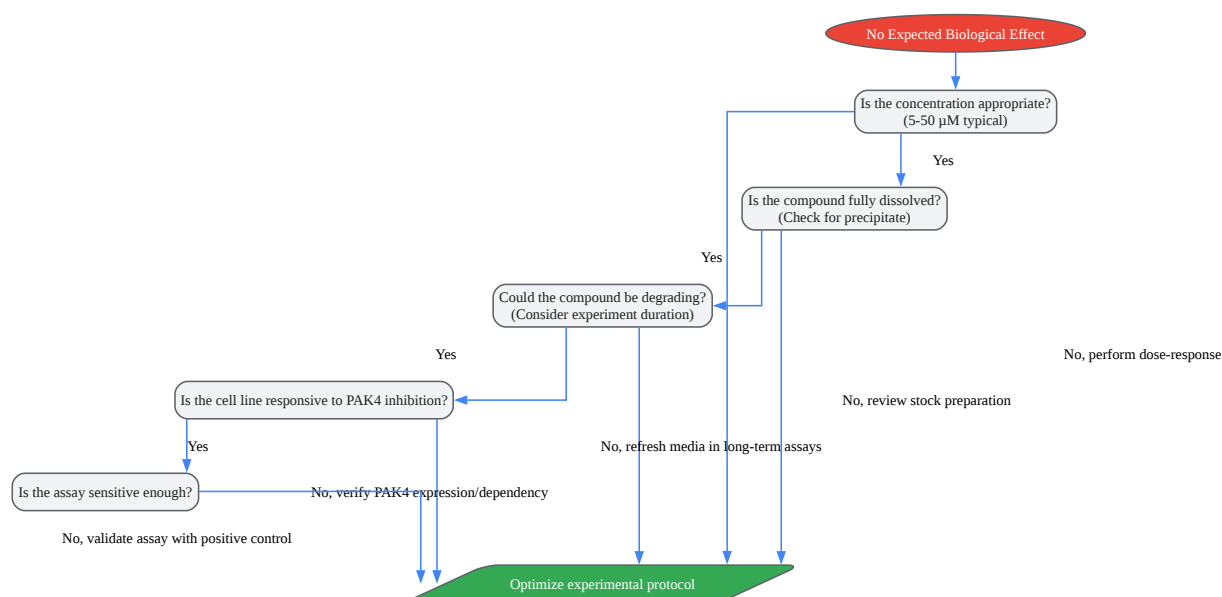 No Expected Biological Effect
Is the concentration appropriate?
(5-50 µM typical)
Yes
Is the compound fully dissolved?
(Check for precipitate)
Yes
Could the compound be degrading?
(Consider experiment duration)
Yes
No, perform dose-response
Is the cell line responsive to PAK4 inhibition?
No, review stock preparation
Yes
No, refresh media in long-term assays
Is the assay sensitive enough?
No, verify PAK4 expression/dependency
No, validate assay with positive control
Optimize experimental protocol